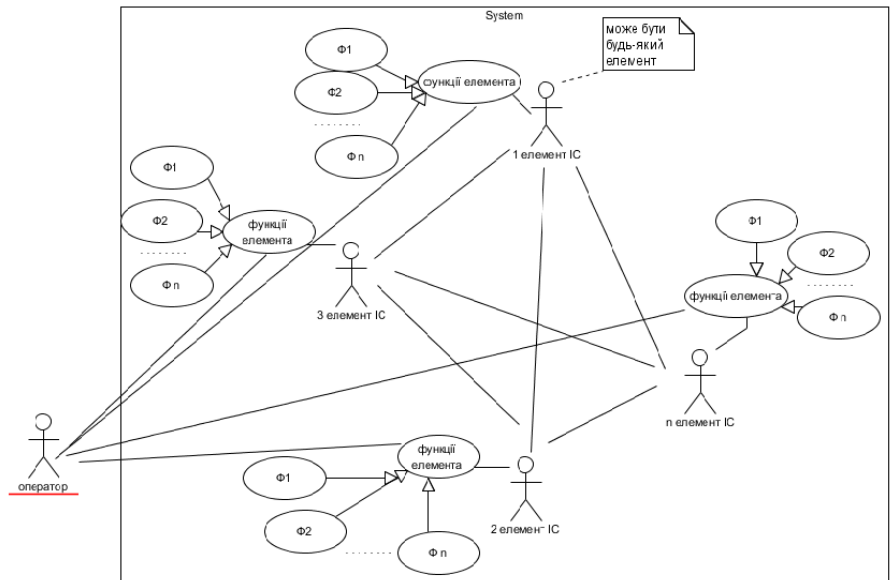 System
може бути
будь-який
елемент
Ф1
Ф2
. . . . . . . .
Ф n
функції елемента
1 елемент ІС
Ф1
Ф2
. . . . . . . .
Ф n
функції
елемента
3 елемент ІС
Ф1
Ф2
. . . . . . . .
Ф n
функції елемента
n елемент ІС
оператор
функції
елемента
Ф1
Ф2
. . . . . . . .
Ф n
2 елемент ІС